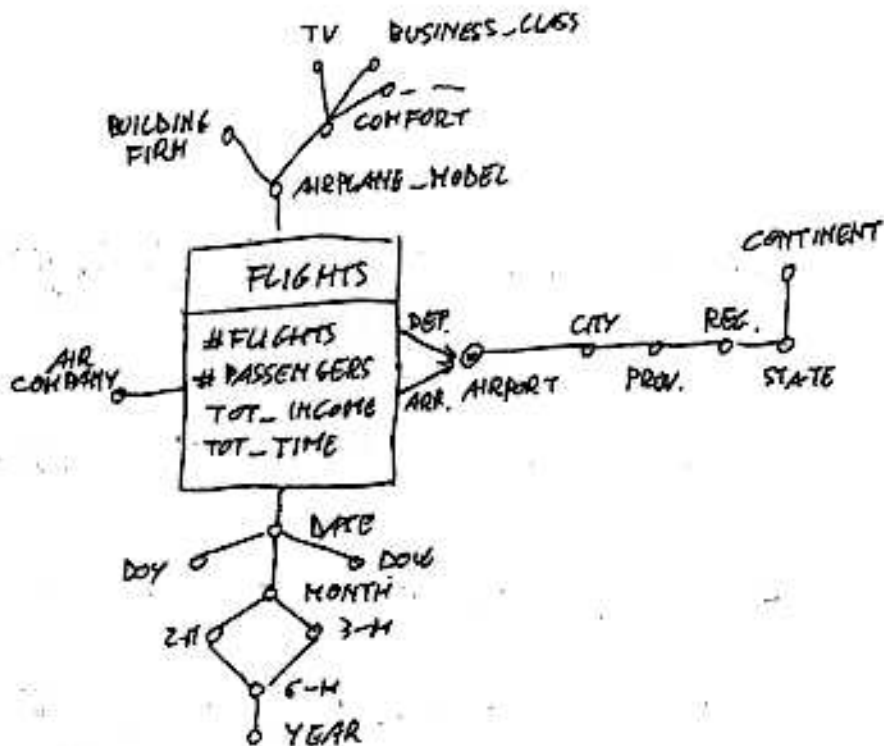 TV
BUSINESS_CLASS
COMFORT
BUILDING
FIRM
AIRPLANE_MODEL
CONTINENT
FLIGHTS
#FLIGHTS
#PASSENGERS
TOT_INCOME
TOT_TIME
AIR
COMPANY
DEP.
ARR.
AIRPORT
CITY
PROV.
REG.
STATE
DATE
DOY
DOW
MONTH
2-M
3-M
6-M
YEAR